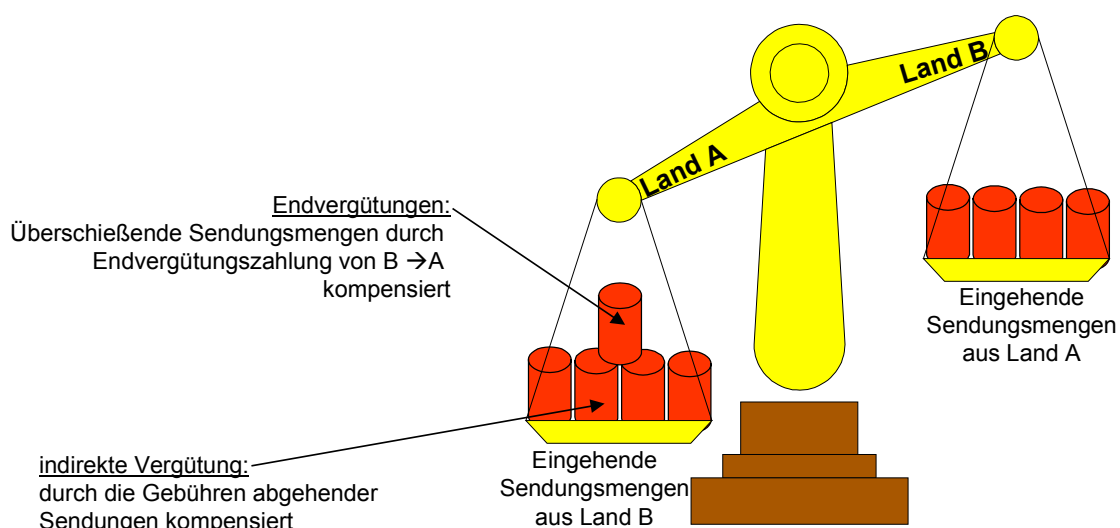 Land B
Land A
Endvergütungen:
Überschießende Sendungsmengen durch
Endvergütungszahlung von B →A
kompensiert
Eingehende
Sendungsmengen
aus Land A
indirekte Vergütung:
durch die Gebühren abgehender
Sendungen kompensiert
Eingehende
Sendungsmengen
aus Land B